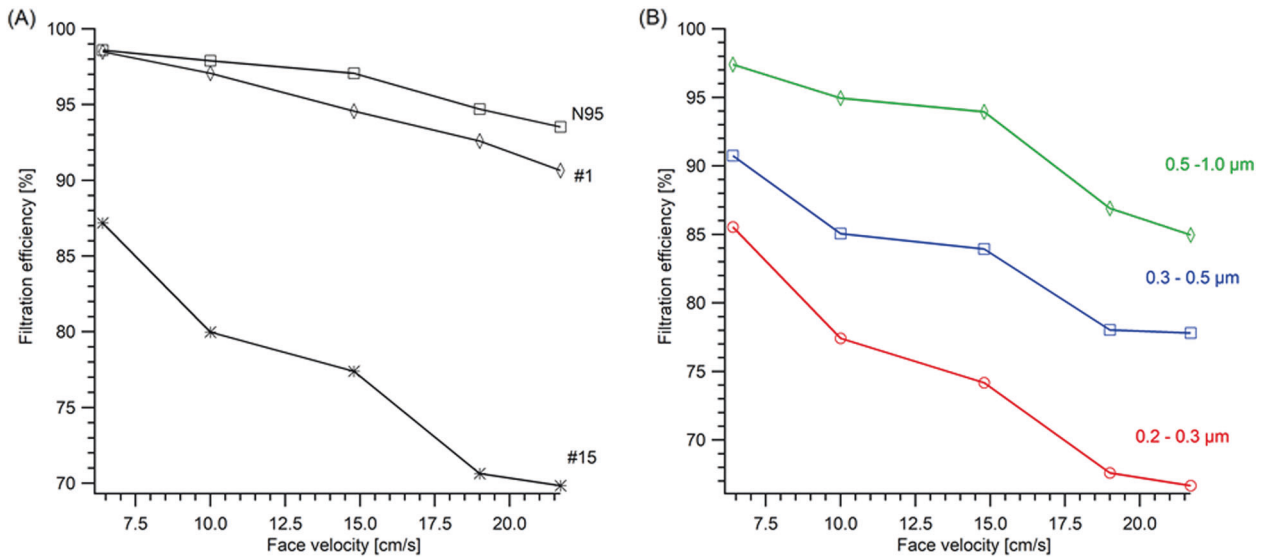 (A)
100
95
90
85
80
75
70
Filtration efficiency [%]
N95
#1
#15
7.5 10.0 12.5 15.0 17.5 20.0
Face velocity [cm/s]
(B)
100
95
90
85
80
75
70
Filtration efficiency [%]
0.5 -1.0 µm
0.3 - 0.5 µm
0.2 - 0.3 µm
7.5 10.0 12.5 15.0 17.5 20.0
Face velocity [cm/s]